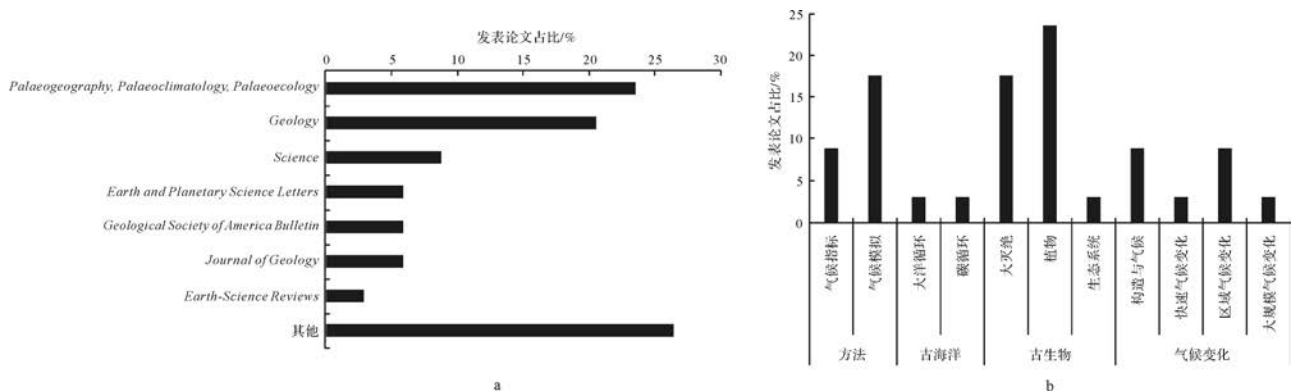 发表论文占比/%
0 5 10 15 20 25 30
Palaeogeography, Palaeoclimatology, Palaeoecology
Geology
Science
Earth and Planetary Science Letters
Geological Society of America Bulletin
Journal of Geology
Earth-Science Reviews
其他
a
发表论文占比/%
25
20
15
10
5
0
气候指标
气候模拟
大洋循环
碳循环
大灭绝
植物
生态系统
构造与气候
快速气候变化
区域气候变化
大规模气候变化
方法 古海洋 古生物 气候变化
b